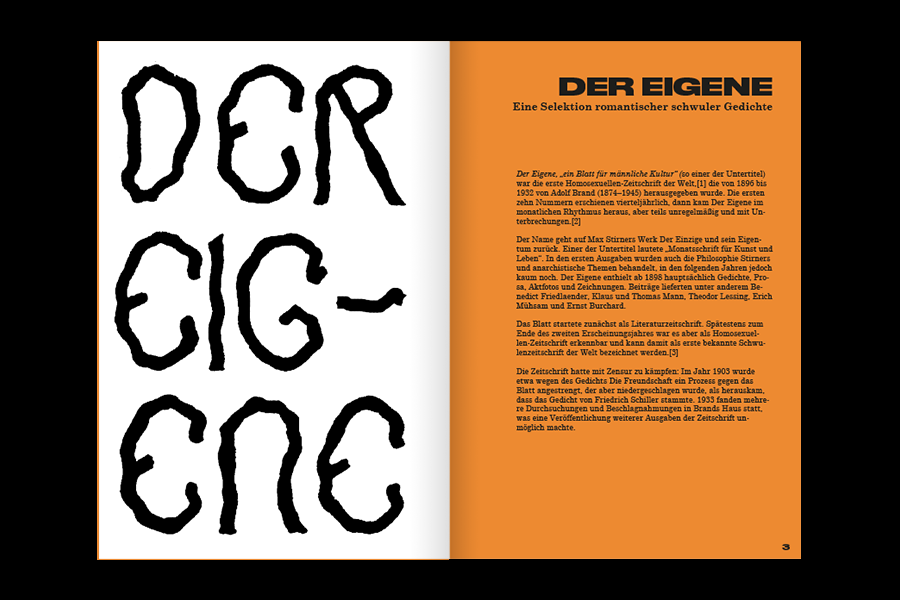 DER
EIG-
ENE
DER EIGENE
Eine Selektion romantischer schwuler Gedichte
Der Eigene, „ein Blatt für männliche Kultur“ (so einer der Untertitel)
war die erste Homosexuellen-Zeitschrift der Welt,[1] die von 1896 bis
1932 von Adolf Brand (1874–1945) herausgegeben wurde. Die ersten
zehn Nummern erschienen vierteljährlich, dann kam Der Eigene im
monatlichen Rhythmus heraus, aber teils unregelmäßig und mit Un-
terbrechungen.[2]
Der Name geht auf Max Stirners Werk Der Einzige und sein Eigen-
tum zurück. Einer der Untertitel lautete „Monatsschrift für Kunst und
Leben“. In den ersten Ausgaben wurden auch die Philosophie Stirners
und anarchistische Themen behandelt, in den folgenden Jahren jedoch
kaum noch. Der Eigene enthielt ab 1898 hauptsächlich Gedichte, Pro-
sa, Aktfotos und Zeichnungen. Beiträge lieferten unter anderem Be-
nedict Friedlaender, Klaus und Thomas Mann, Theodor Lessing, Erich
Mühsam und Ernst Burchard.
Das Blatt startete zunächst als Literaturzeitschrift. Spätestens zum
Ende des zweiten Erscheinungsjahres war es aber als Homosexuel-
len-Zeitschrift erkennbar und kann damit als erste bekannte Schwu-
lenzeitschrift der Welt bezeichnet werden.[3]
Die Zeitschrift hatte mit Zensur zu kämpfen: Im Jahr 1903 wurde
etwa wegen des Gedichts Die Freundschaft ein Prozess gegen das
Blatt angestrengt, der aber niedergeschlagen wurde, als herauskam,
dass das Gedicht von Friedrich Schiller stammte. 1933 fanden mehre-
re Durchsuchungen und Beschlagnahmungen in Brands Haus statt,
was eine Veröffentlichung weiterer Ausgaben der Zeitschrift un-
möglich machte.
3